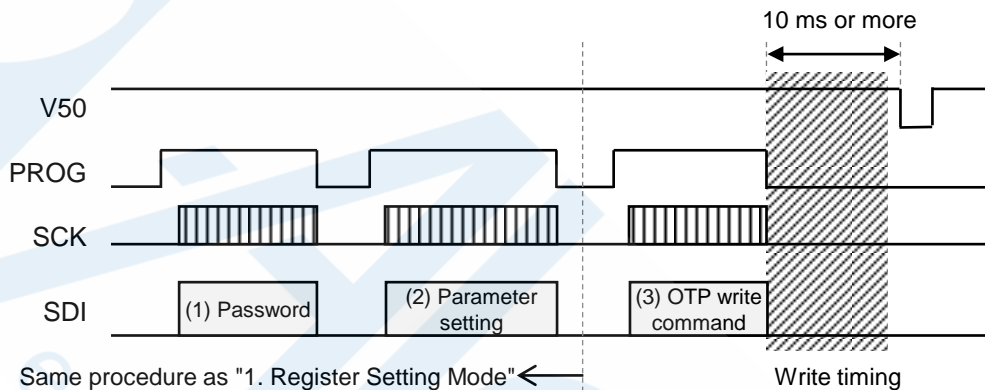 10 ms or more
V50
PROG
SCK
SDI
(1) Password
(2) Parameter
setting
(3) OTP write
command
Same procedure as "1. Register Setting Mode"
Write timing